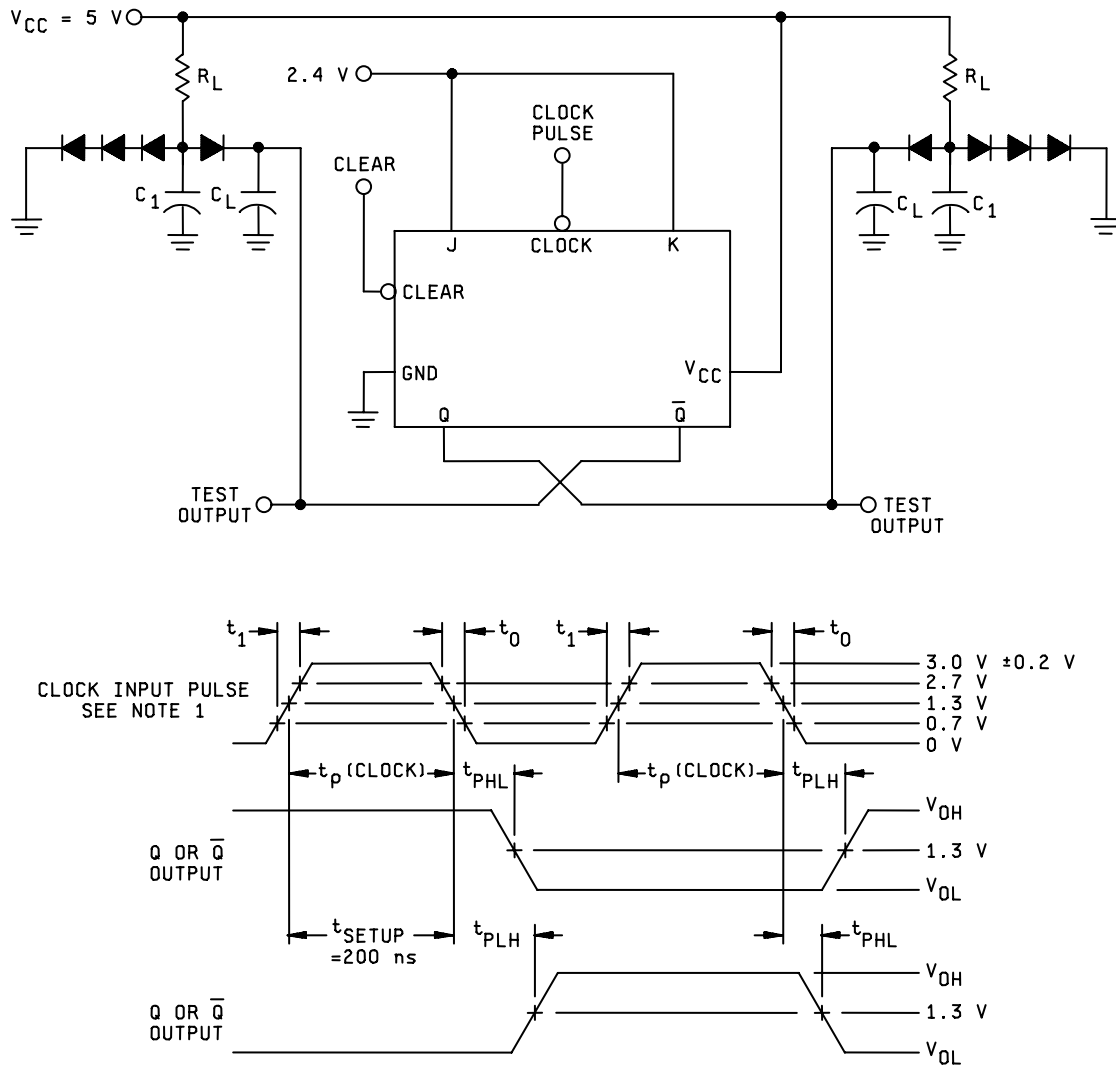 V_CC = 5 V
R_L
2.4 V
CLOCK
PULSE
R_L
CLEAR
C_1
C_L
C_L
C_1
J
CLOCK
K
CLEAR
GND
V_CC
Q
Q̅
TEST
OUTPUT
TEST
OUTPUT
t_1
t_0
t_1
t_0
CLOCK INPUT PULSE
SEE NOTE 1
3.0 V ±0.2 V
2.7 V
1.3 V
0.7 V
0 V
t_p (CLOCK)
t_PHL
t_p (CLOCK)
t_PLH
Q OR Q̅
OUTPUT
V_OH
1.3 V
V_OL
t_SETUP
=200 ns
t_PLH
t_PHL
Q OR Q̅
OUTPUT
V_OH
1.3 V
V_OL